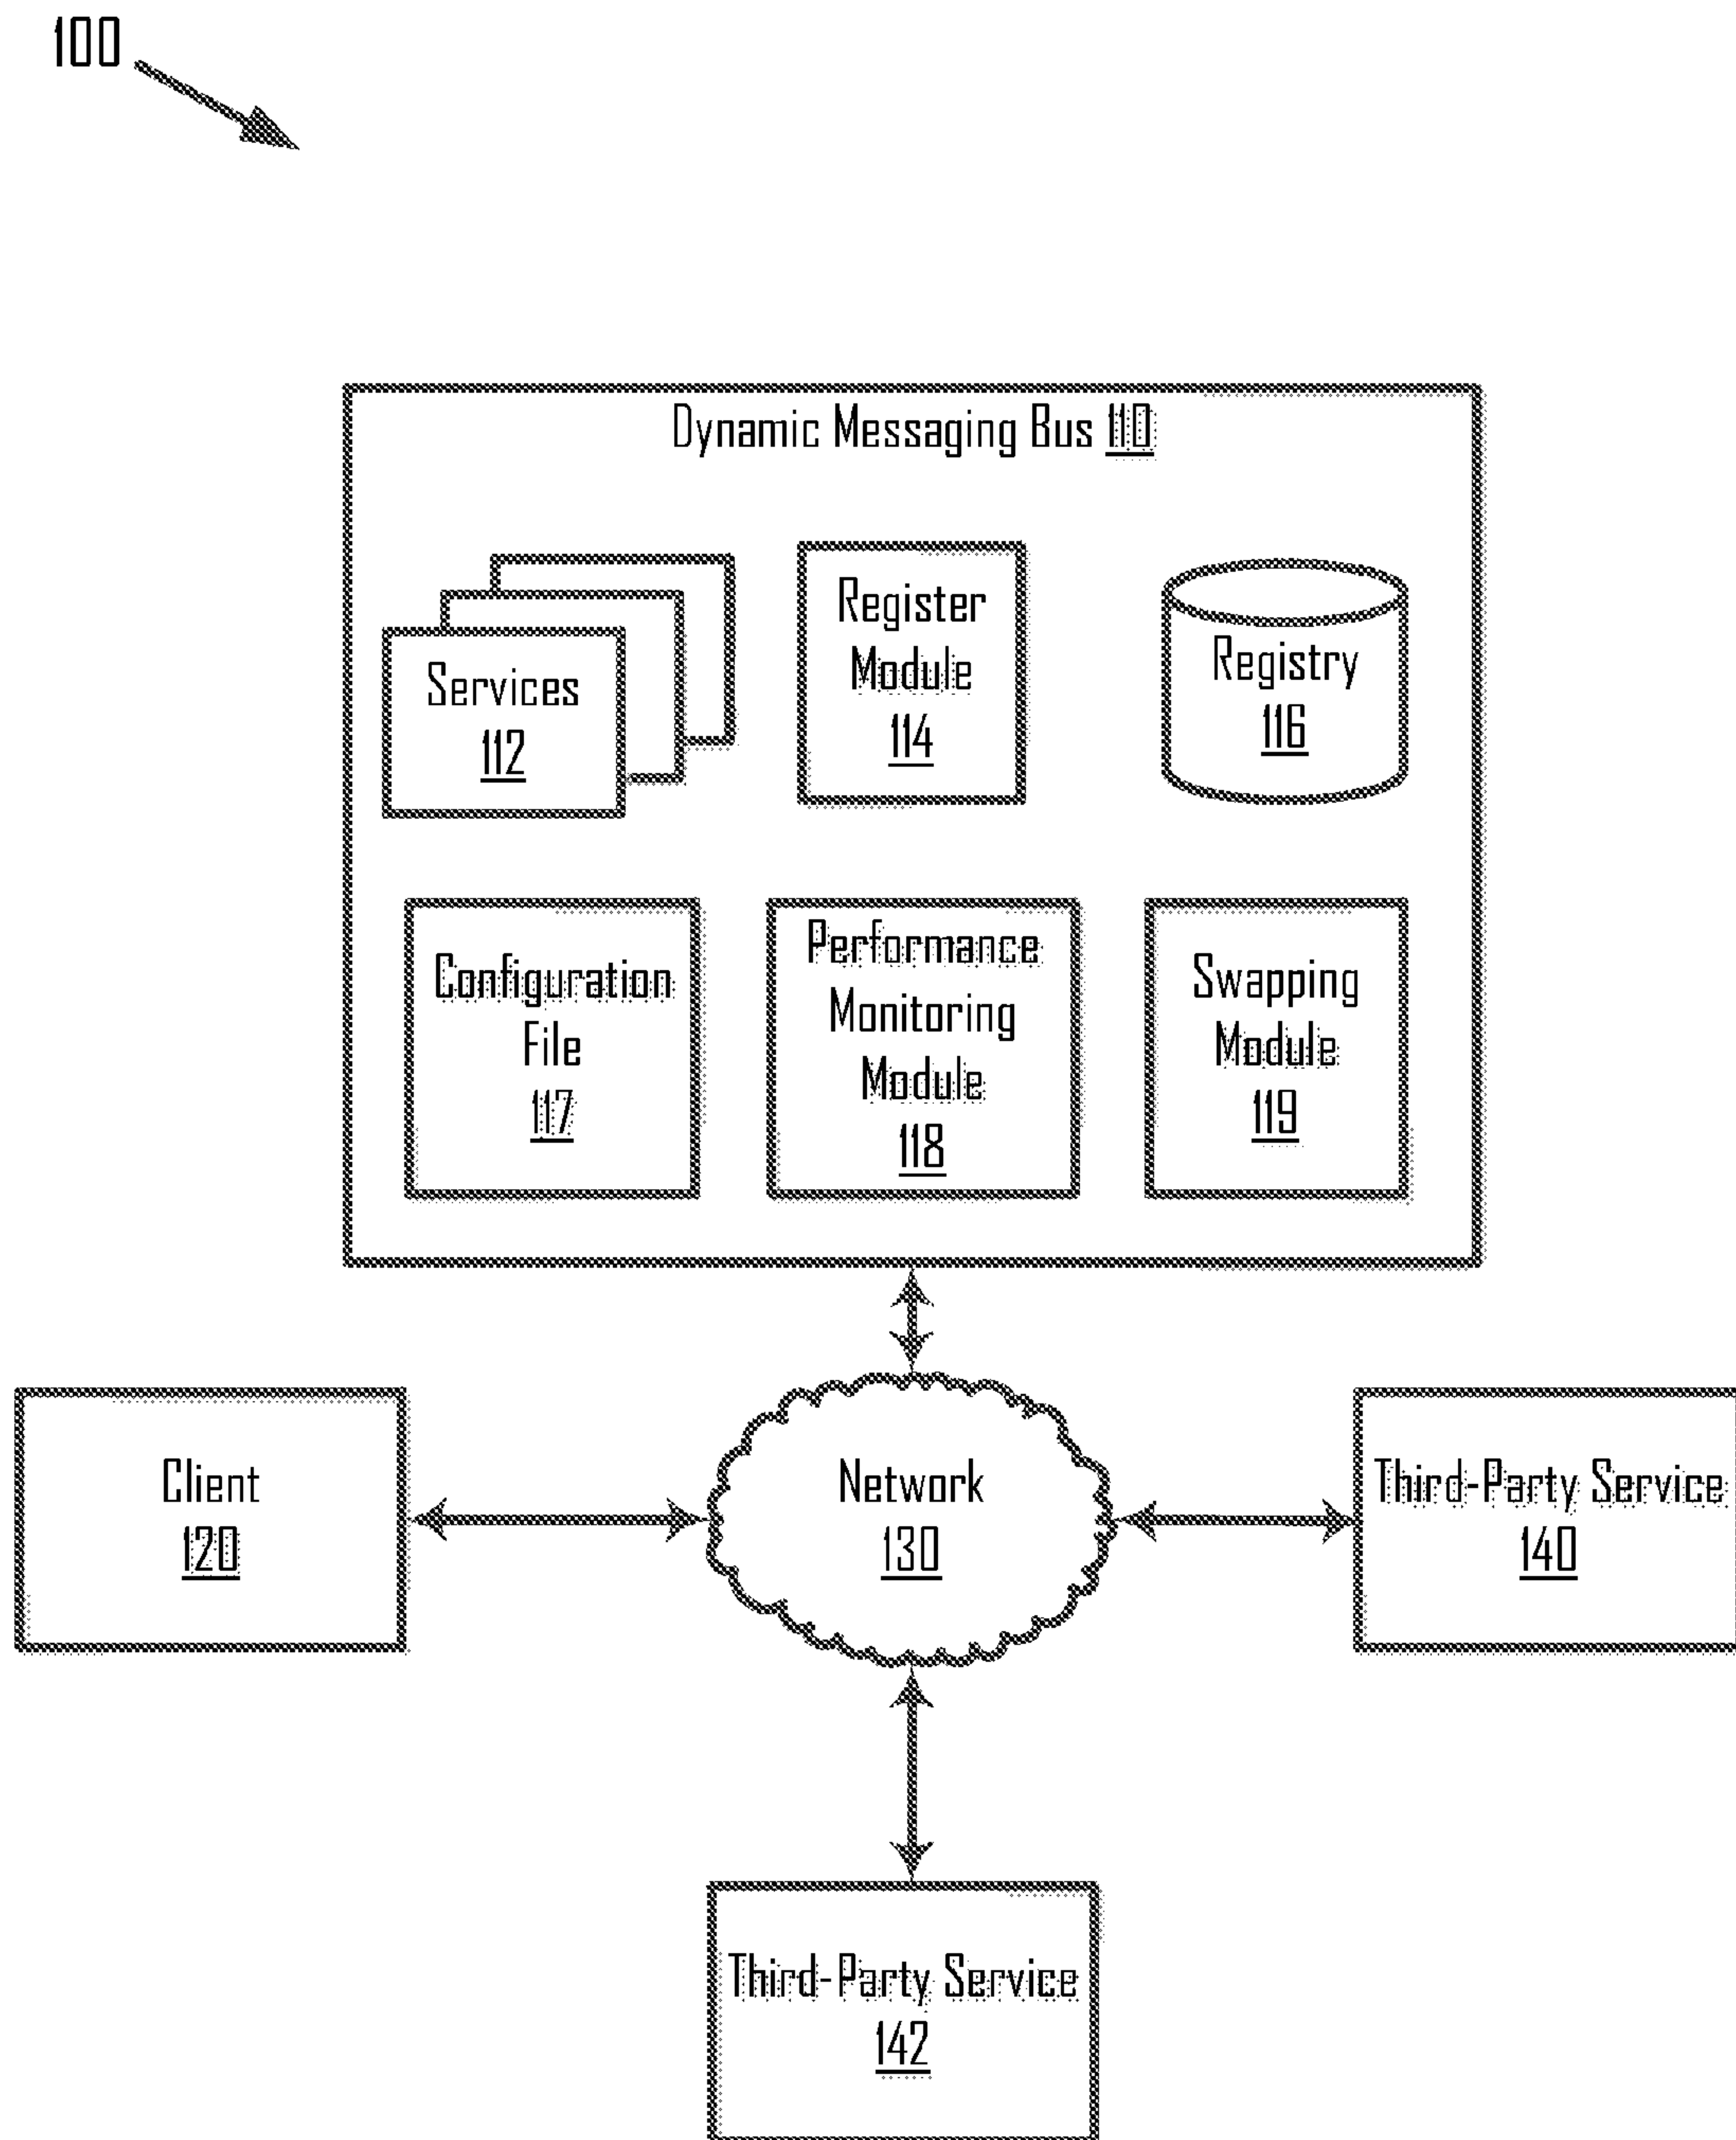 100
Dynamic Messaging Bus 110
Services
112
Register
Module
114
Registry
116
Configuration
File
117
Performance
Monitoring
Module
118
Swapping
Module
119
Client
120
Network
130
Third-Party Service
140
Third-Party Service
142